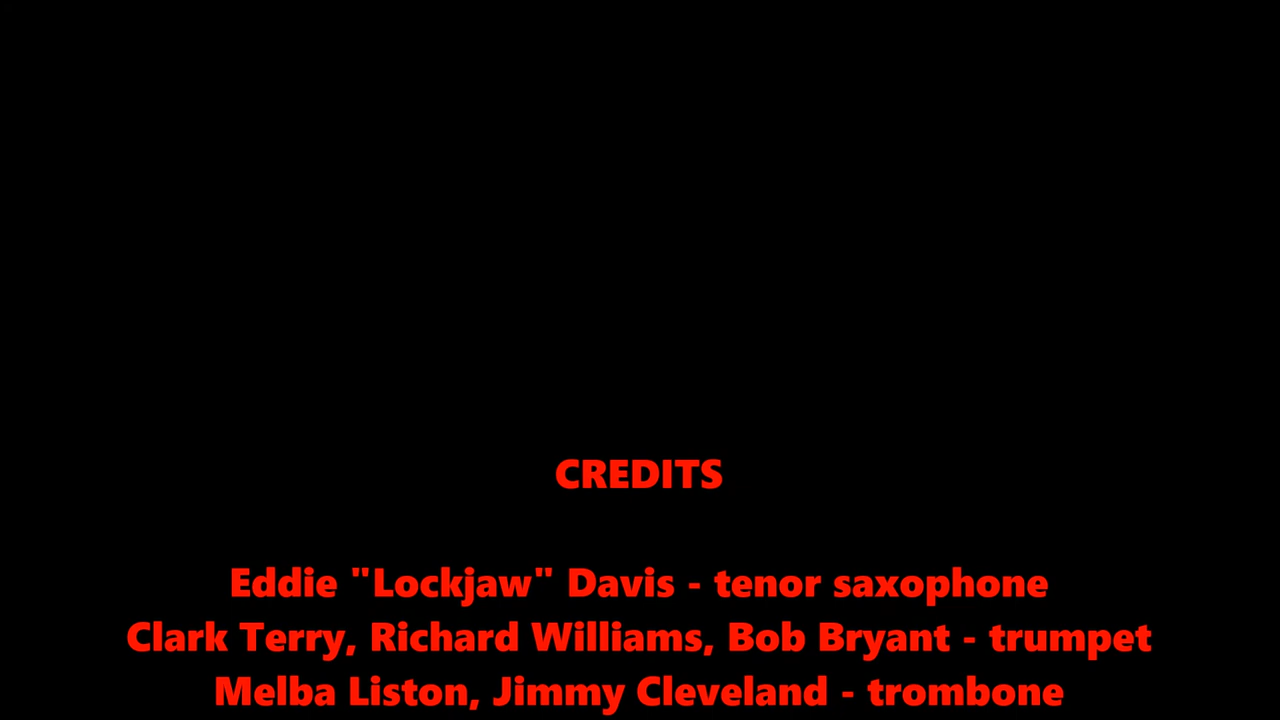 CREDITS
Eddie "Lockjaw" Davis - tenor saxophone
Clark Terry, Richard Williams, Bob Bryant - trumpet
Melba Liston, Jimmy Cleveland - trombone